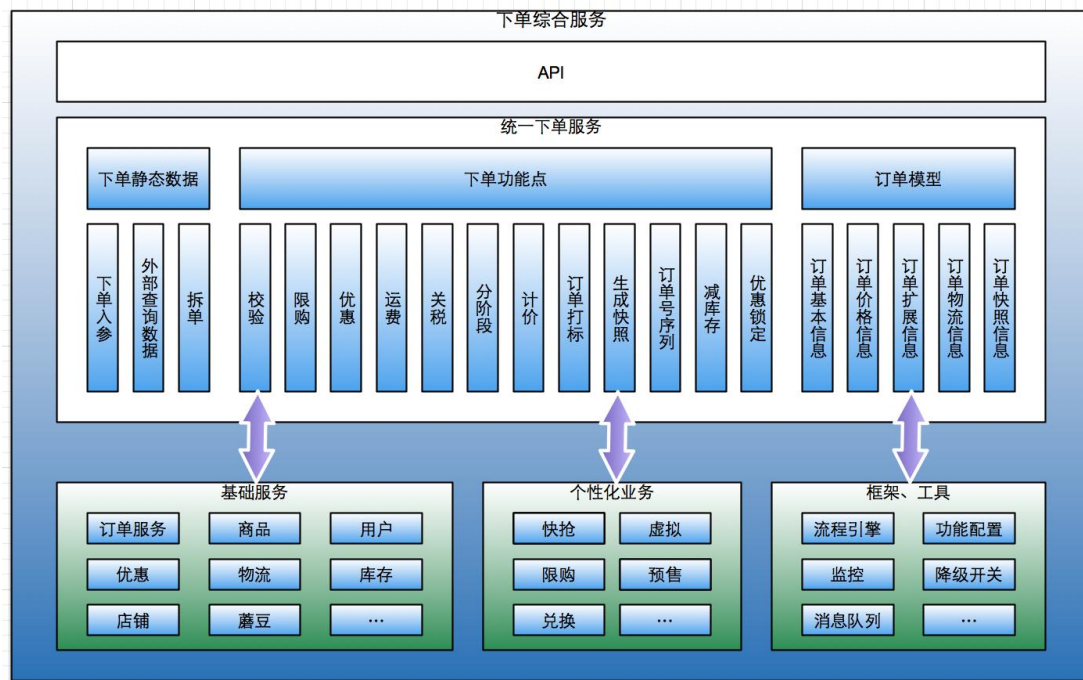 下单综合服务
API
统一下单服务
下单静态数据
下单功能点
订单模型
下单入参
外部查询数据
拆单
校验
限购
优惠
运费
关税
分阶段
计价
订单打标
生成快照
订单号序列
减库存
优惠锁定
订单基本信息
订单价格信息
订单扩展信息
订单物流信息
订单快照信息
基础服务
订单服务
商品
用户
优惠
物流
库存
店铺
蘑豆
…
个性化业务
快抢
虚拟
限购
预售
兑换
…
框架、工具
流程引擎
功能配置
监控
降级开关
消息队列
…